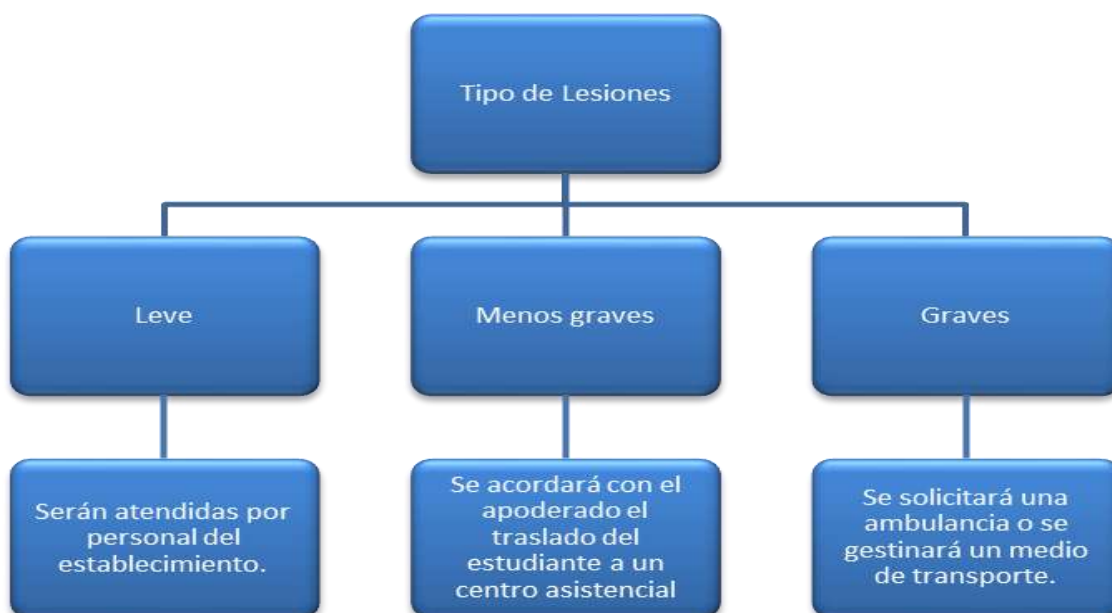 Tipo de Lesiones
Leve
Menos graves
Graves
Serán atendidas por
personal del
establecimiento.
Se acordará con el
apoderado el
traslado del
estudiante a un
centro asistencial
Se solicitará una
ambulancia o se
gestinará un medio
de transporte.